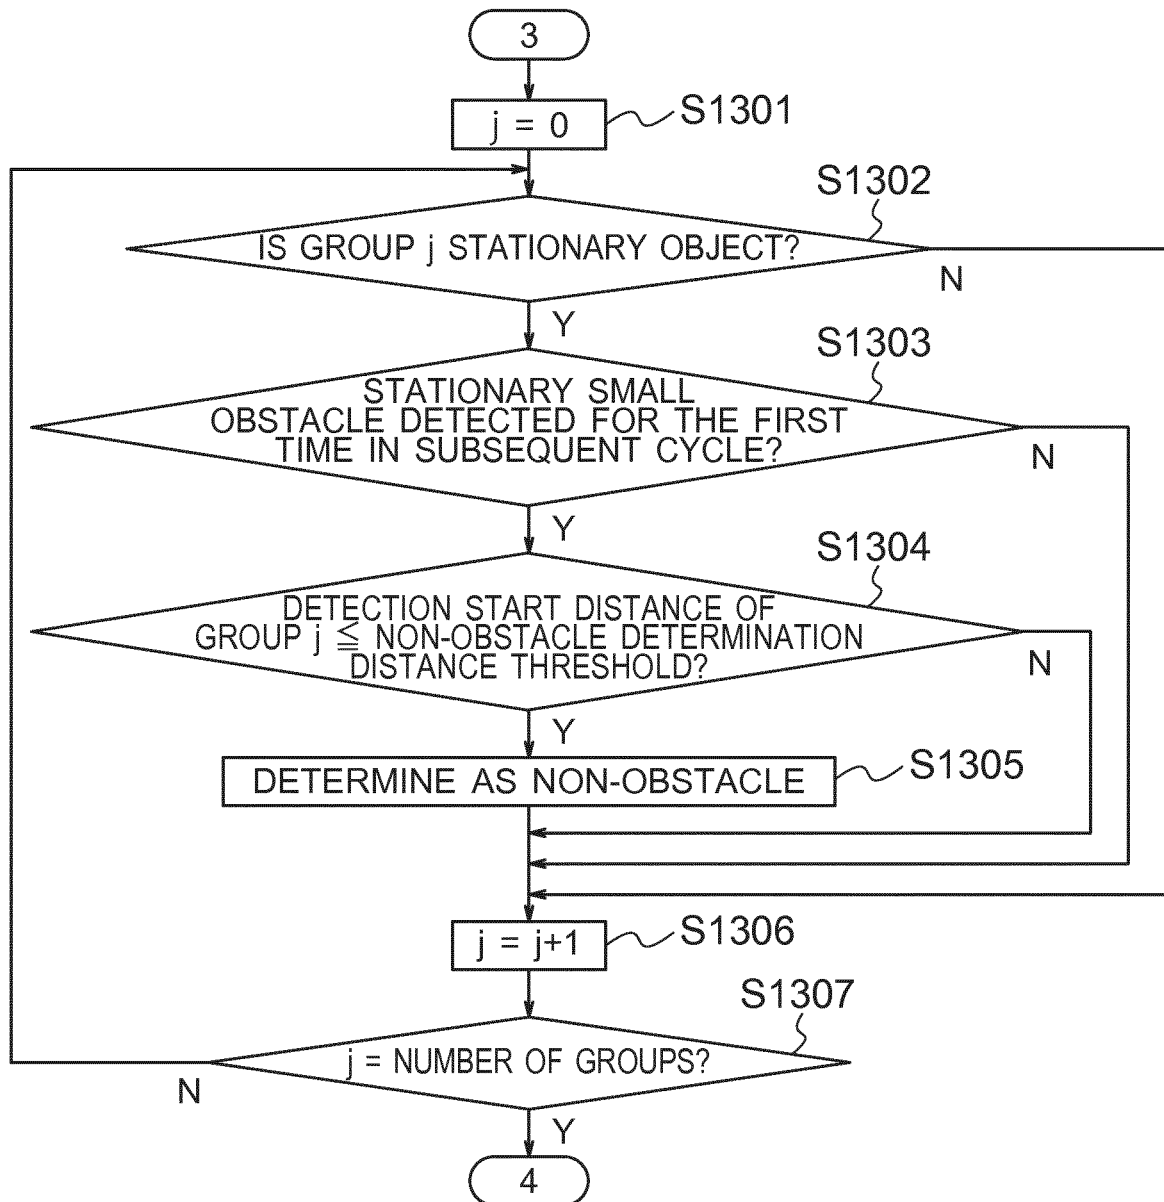 3
j = 0
S1301
S1302
IS GROUP j STATIONARY OBJECT?
N
Y
S1303
STATIONARY SMALL
OBSTACLE DETECTED FOR THE FIRST
TIME IN SUBSEQUENT CYCLE?
N
Y
S1304
DETECTION START DISTANCE OF
GROUP j ≦ NON-OBSTACLE DETERMINATION
DISTANCE THRESHOLD?
N
Y
DETERMINE AS NON-OBSTACLE
S1305
j = j+1
S1306
S1307
j = NUMBER OF GROUPS?
N
Y
4